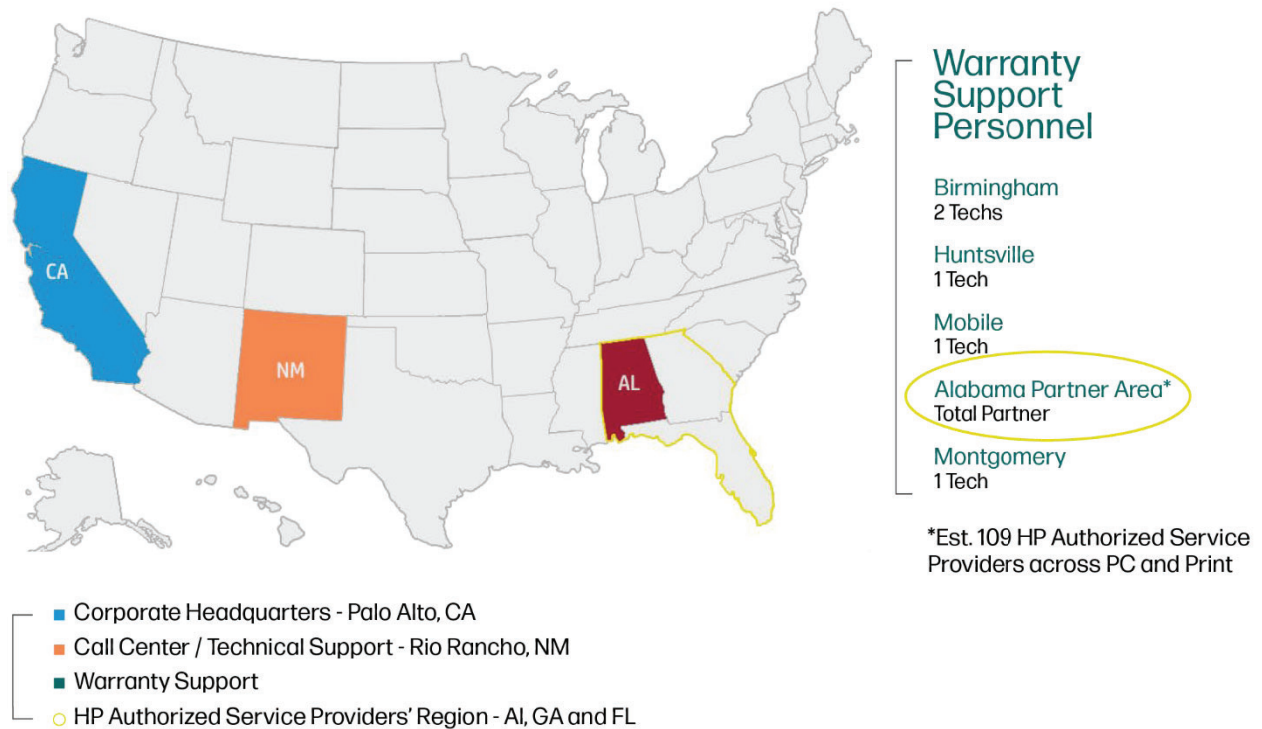 CA
NM
AL
Warranty
Support
Personnel
Birmingham
2 Techs
Huntsville
1 Tech
Mobile
1 Tech
Alabama Partner Area*
Total Partner
Montgomery
1 Tech
*Est. 109 HP Authorized Service
Providers across PC and Print
Corporate Headquarters - Palo Alto, CA
Call Center / Technical Support - Rio Rancho, NM
Warranty Support
HP Authorized Service Providers' Region - Al, GA and FL